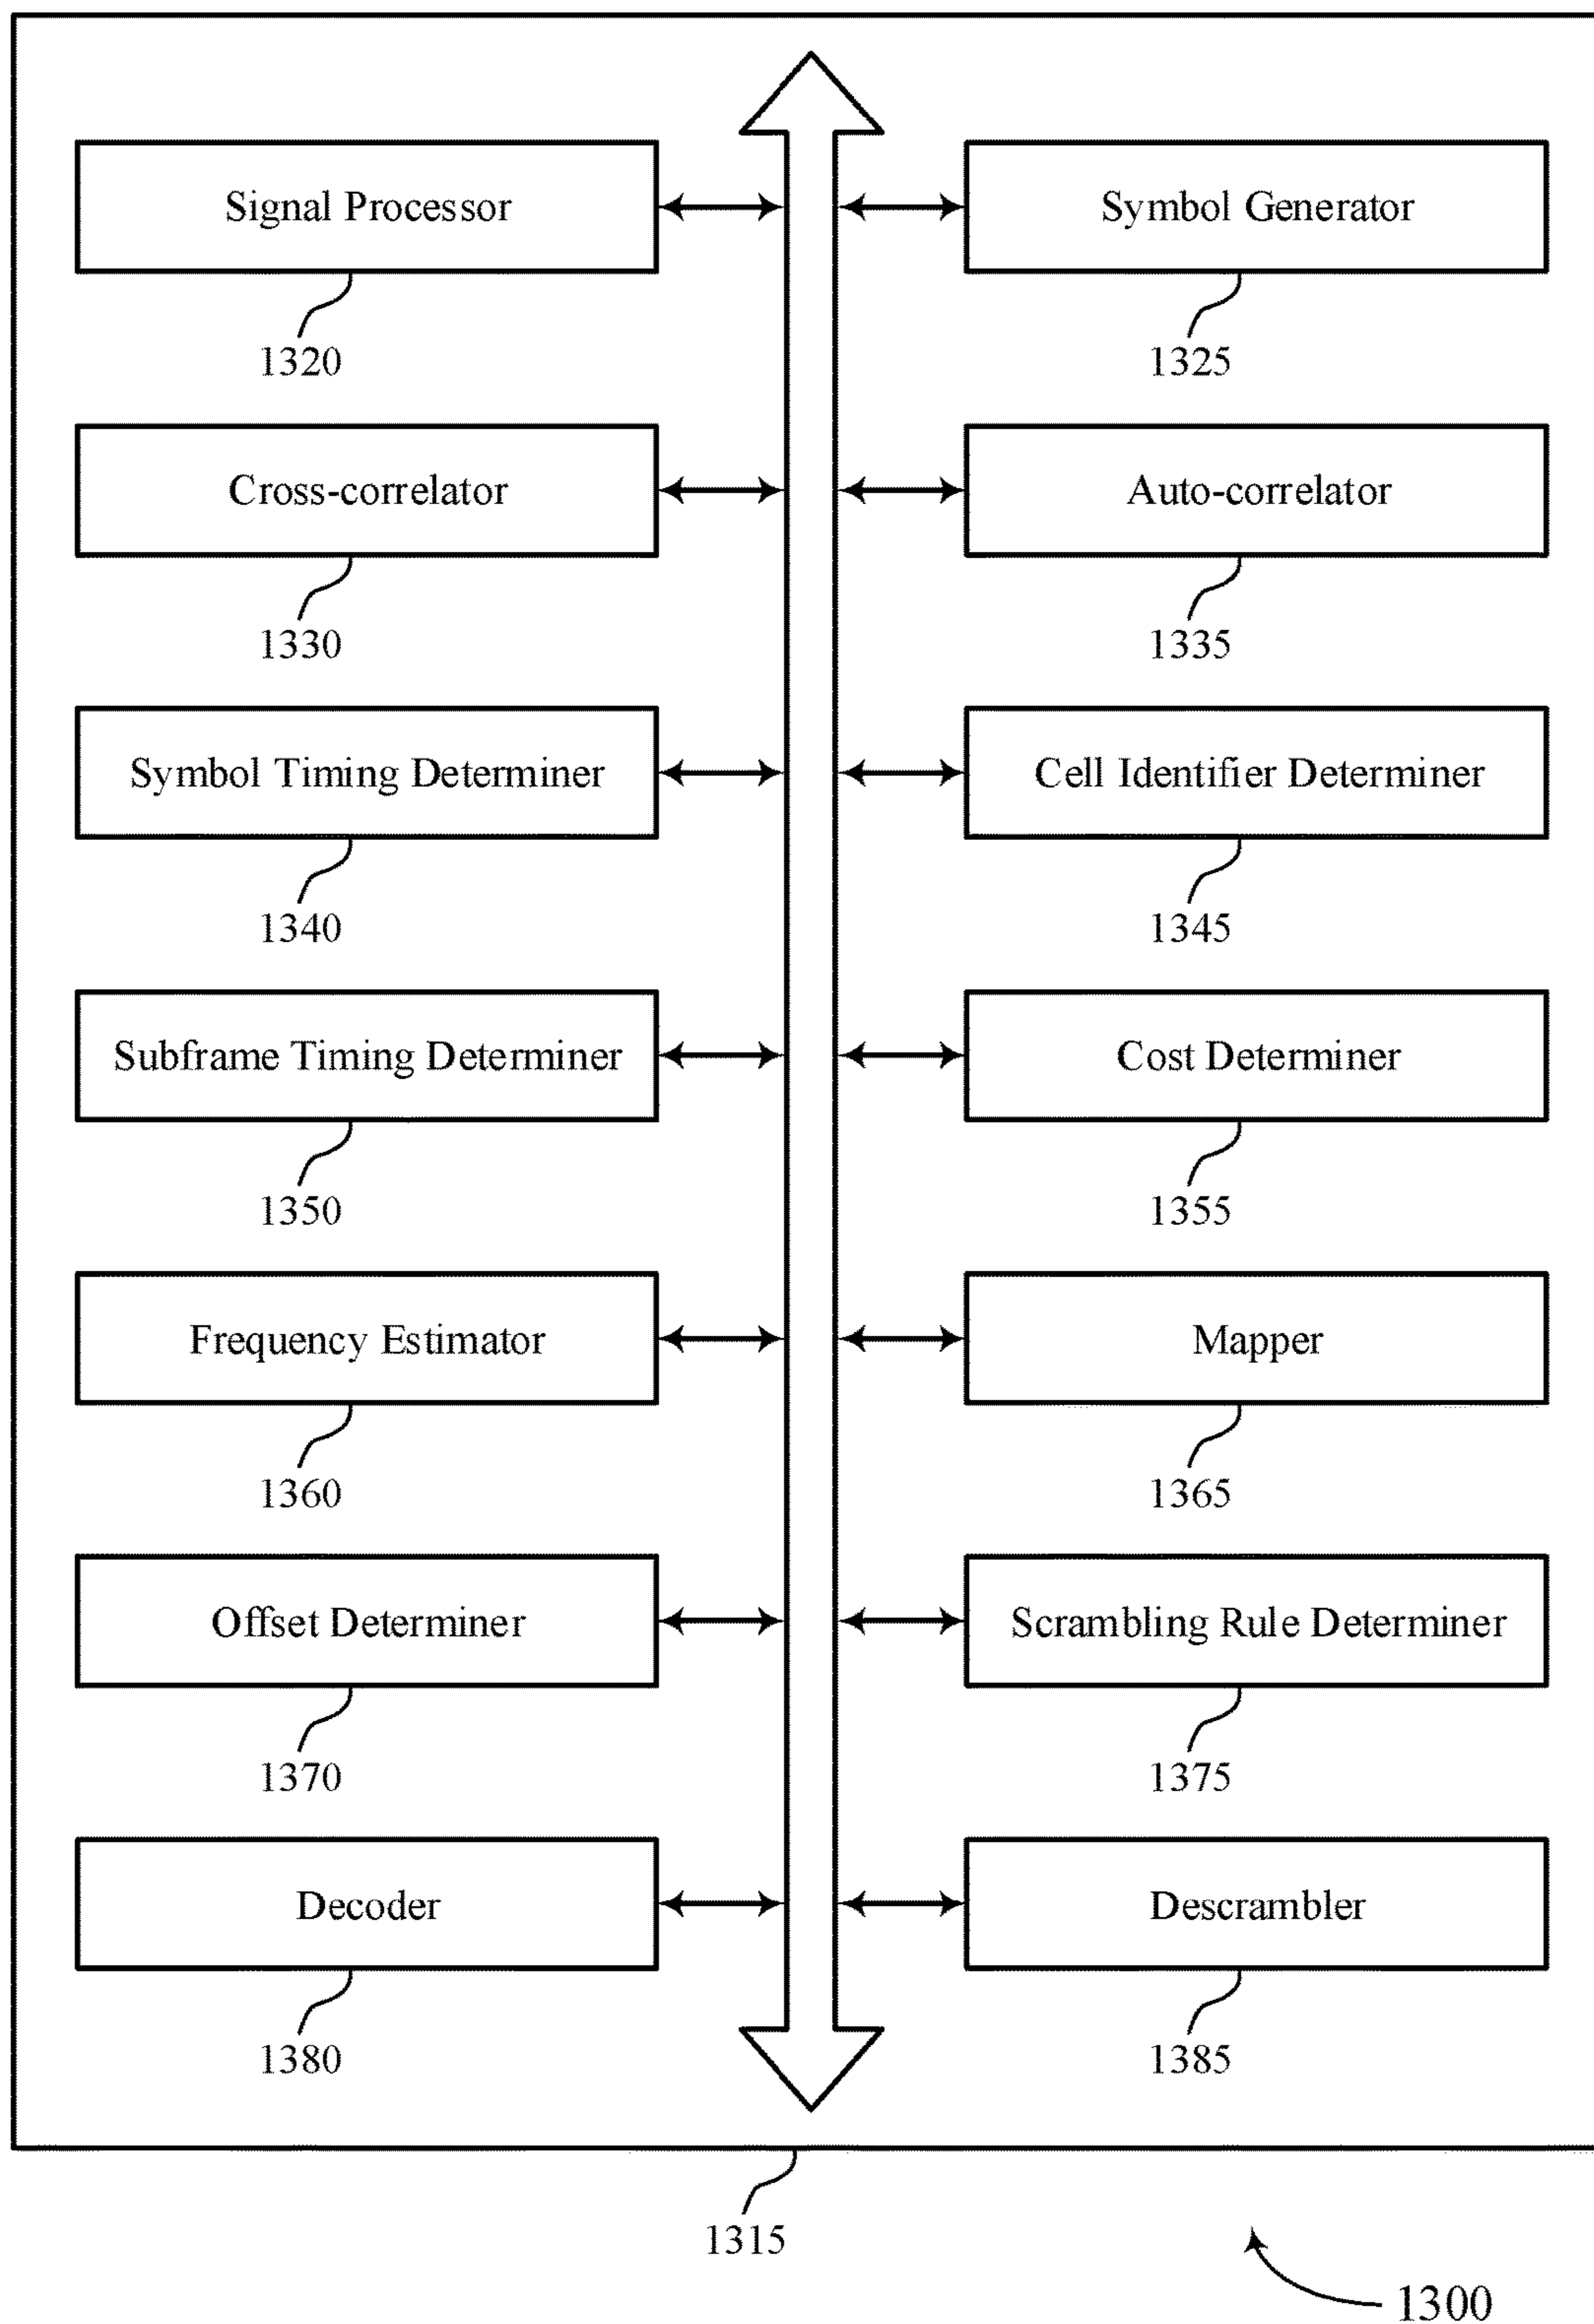 Signal Processor
Symbol Generator
1320
1325
Cross-correlator
Auto-correlator
1330
1335
Symbol Timing Determiner
Cell Identifier Determiner
1340
1345
Subframe Timing Determiner
Cost Determiner
1350
1355
Frequency Estimator
Mapper
1360
1365
Offset Determiner
Scrambling Rule Determiner
1370
1375
Decoder
Descrambler
1380
1385
1315
1300